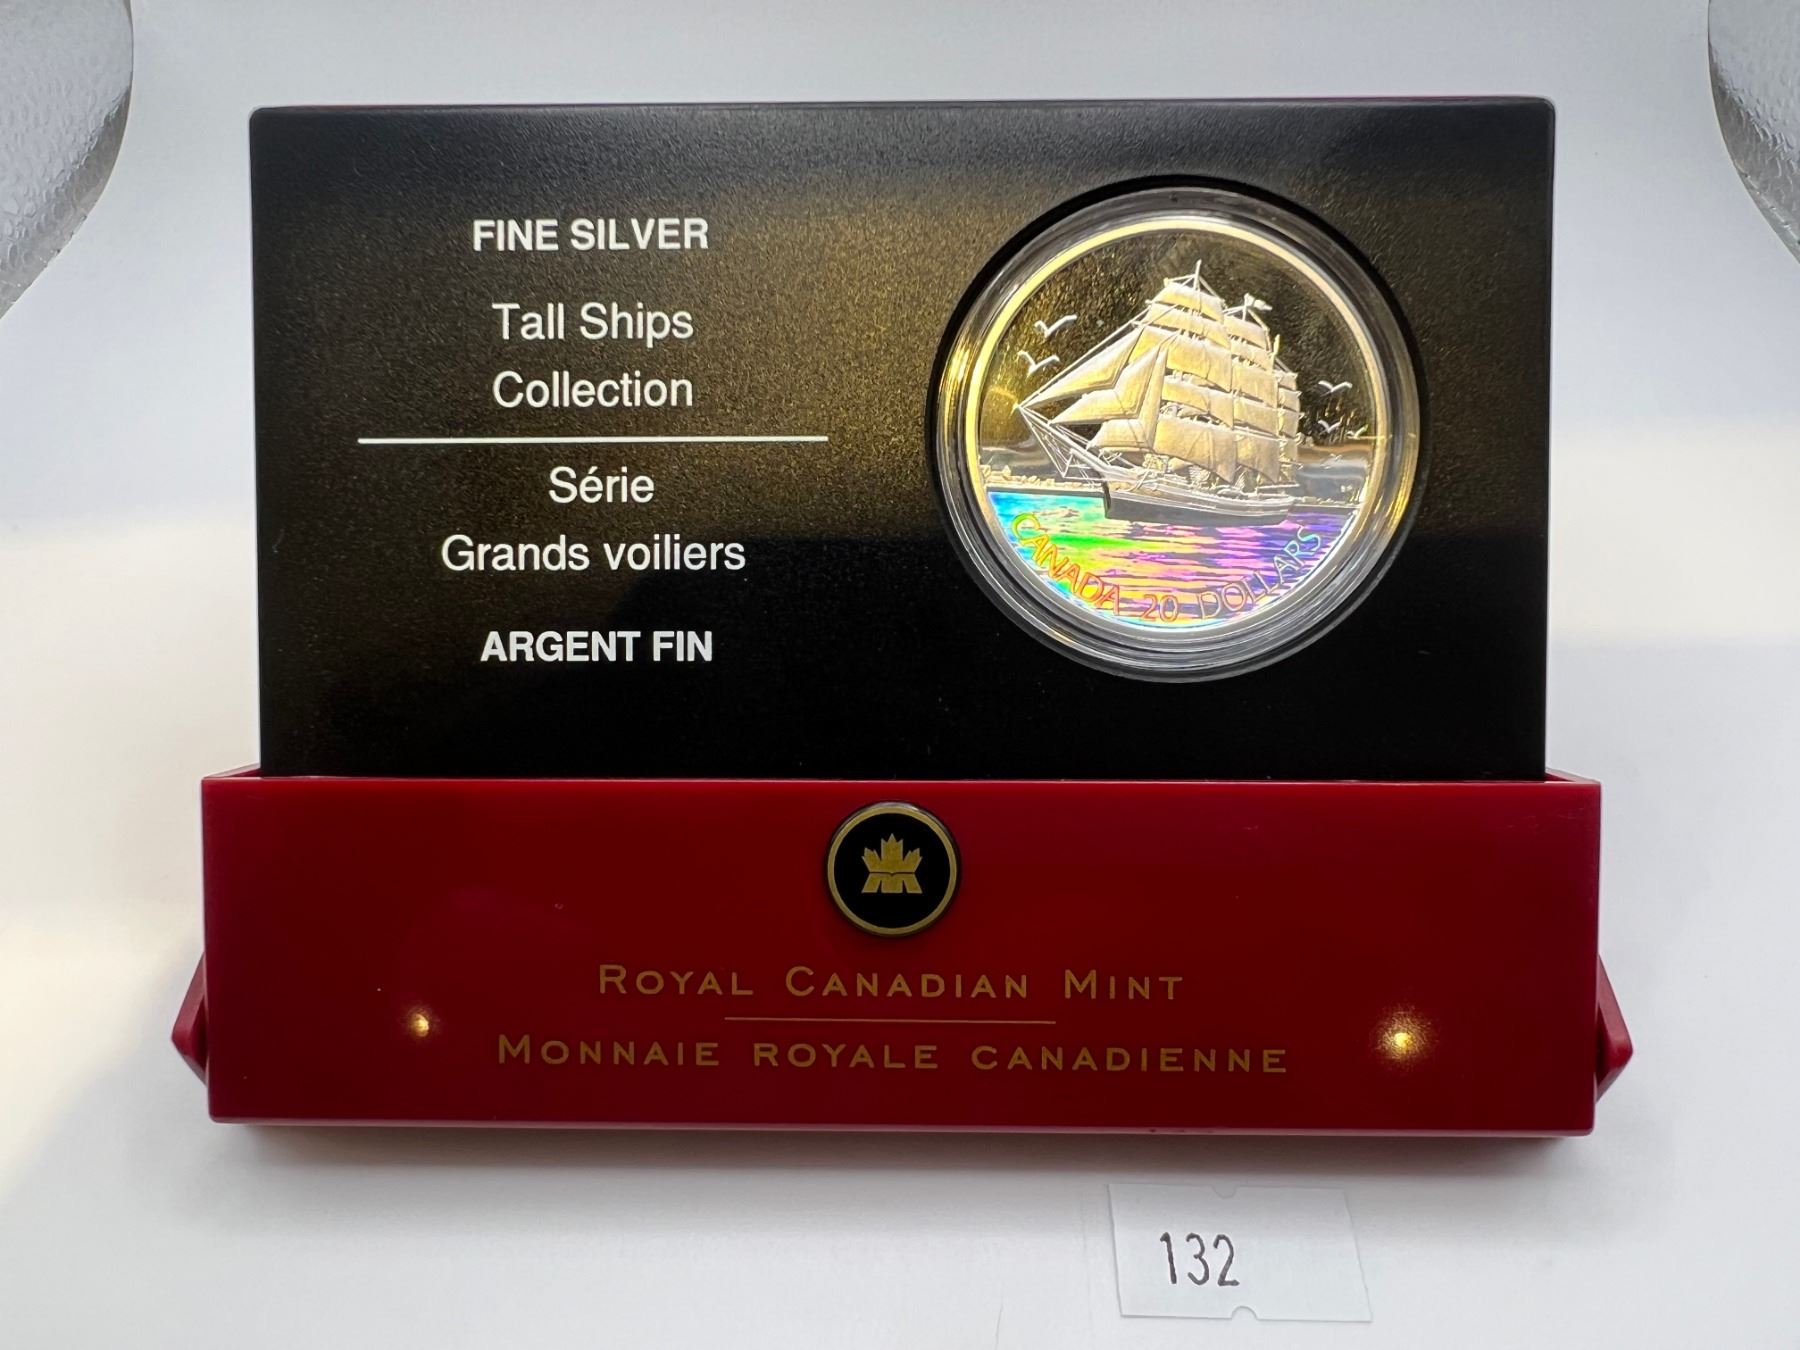 FINE SILVER
Tall Ships
Collection
Série
Grands voiliers
ARGENT FIN
CANADA 20 DOLLARS
ROYAL CANADIAN MINT
MONNAIE ROYALE CANADIENNE
132